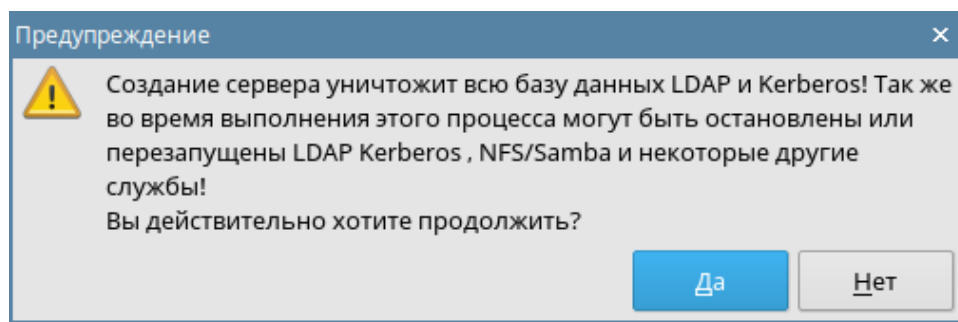 Предупреждение
Создание сервера уничтожит всю базу данных LDAP и Kerberos! Так же
во время выполнения этого процесса могут быть остановлены или
перезапущены LDAP Kerberos , NFS/Samba и некоторые другие
службы!
Вы действительно хотите продолжить?
Да
Нет